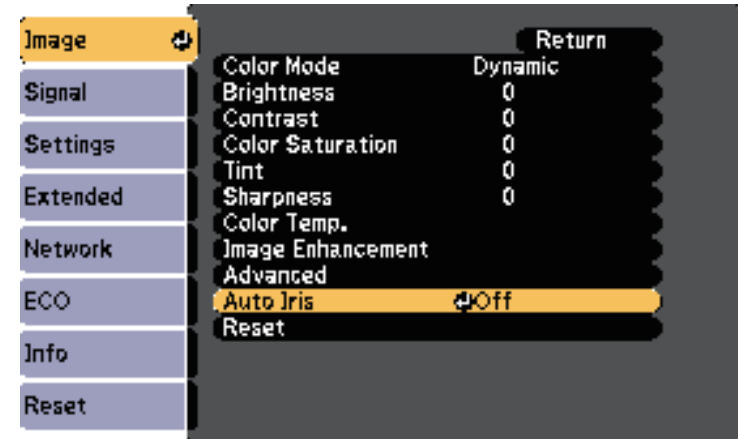 Image
Signal
Settings
Extended
Network
ECO
Info
Reset
Return
Color Mode Dynamic
Brightness 0
Contrast 0
Color Saturation 0
Tint 0
Sharpness 0
Color Temp.
Image Enhancement
Advanced
Auto Iris Off
Reset